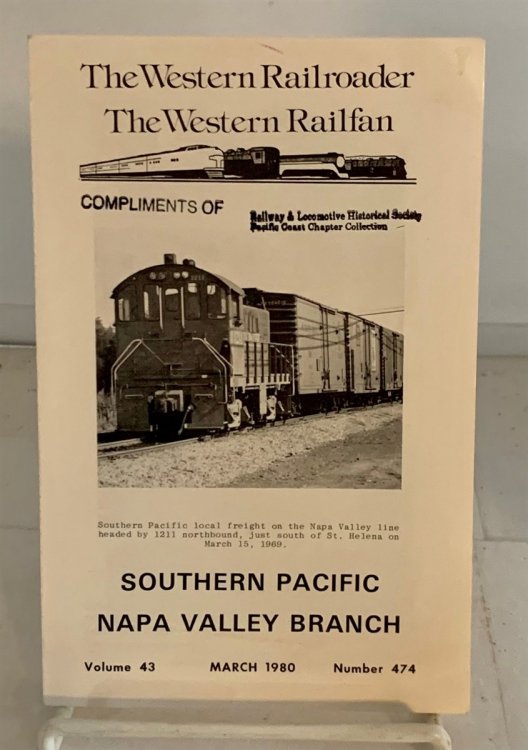 The Western Railroader
The Western Railfan
COMPLIMENTS OF
Railway & Locomotive Historical Society
Pacific Coast Chapter Collection
Southern Pacific local freight on the Napa Valley line
headed by 1211 northbound, just south of St. Helena on
March 15, 1969.
SOUTHERN PACIFIC
NAPA VALLEY BRANCH
Volume 43 MARCH 1980 Number 474